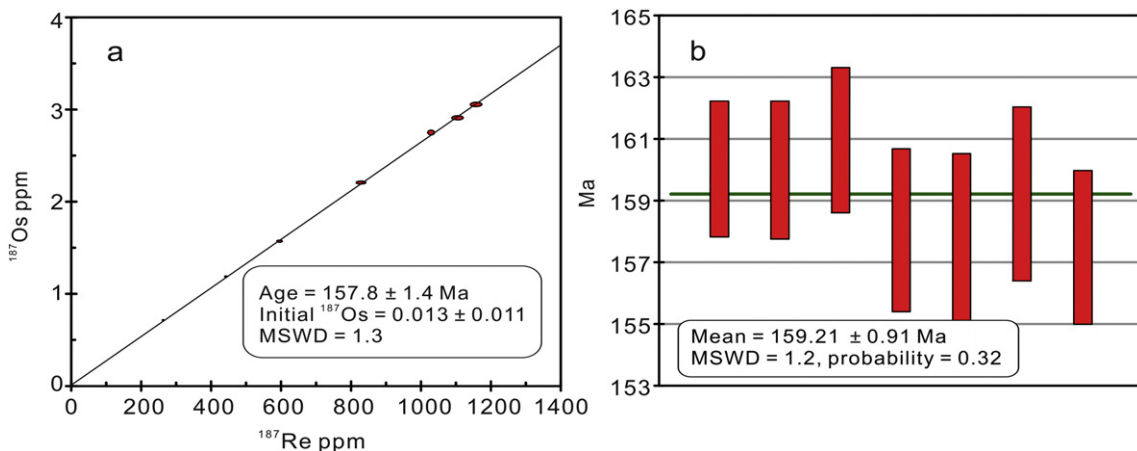 a
4
3
2
1
0
0 200 400 600 800 1000 1200 1400
¹⁸⁷Os ppm
¹⁸⁷Re ppm
Age = 157.8 ± 1.4 Ma
Initial ¹⁸⁷Os = 0.013 ± 0.011
MSWD = 1.3
b
165
163
161
159
157
155
153
Ma
Mean = 159.21 ± 0.91 Ma
MSWD = 1.2, probability = 0.32